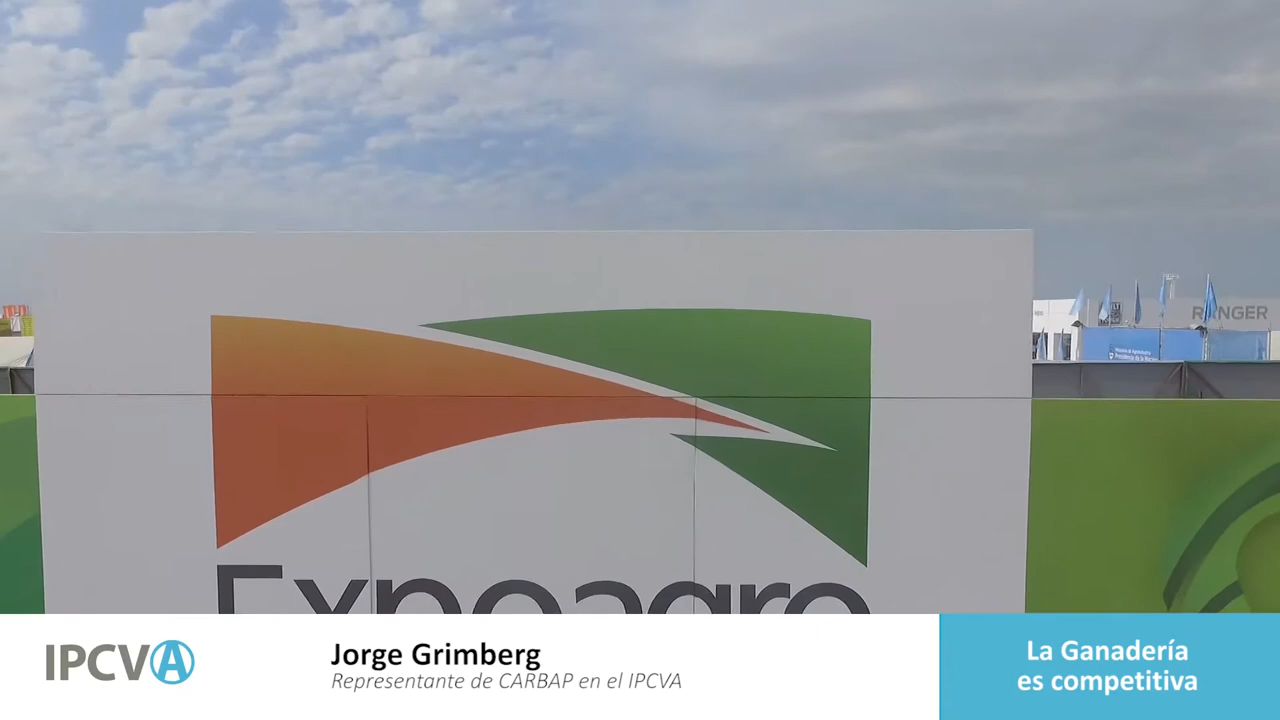 RANGER
Expoagro
IPCVA
Jorge Grimberg
Representante de CARBAP en el IPCVA
La Ganadería
es competitiva